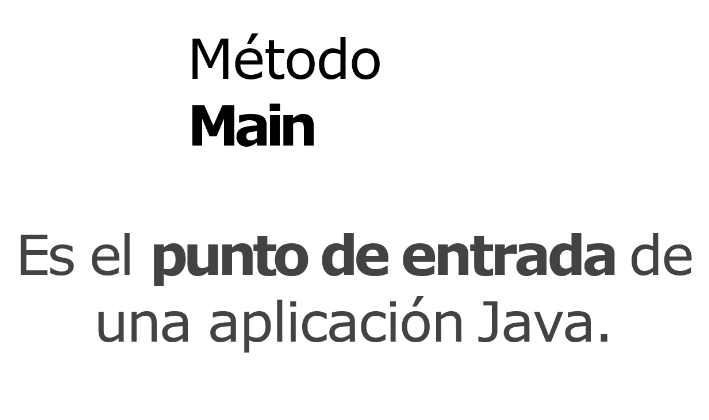 Método
Main
Es el punto de entrada de
una aplicación Java.